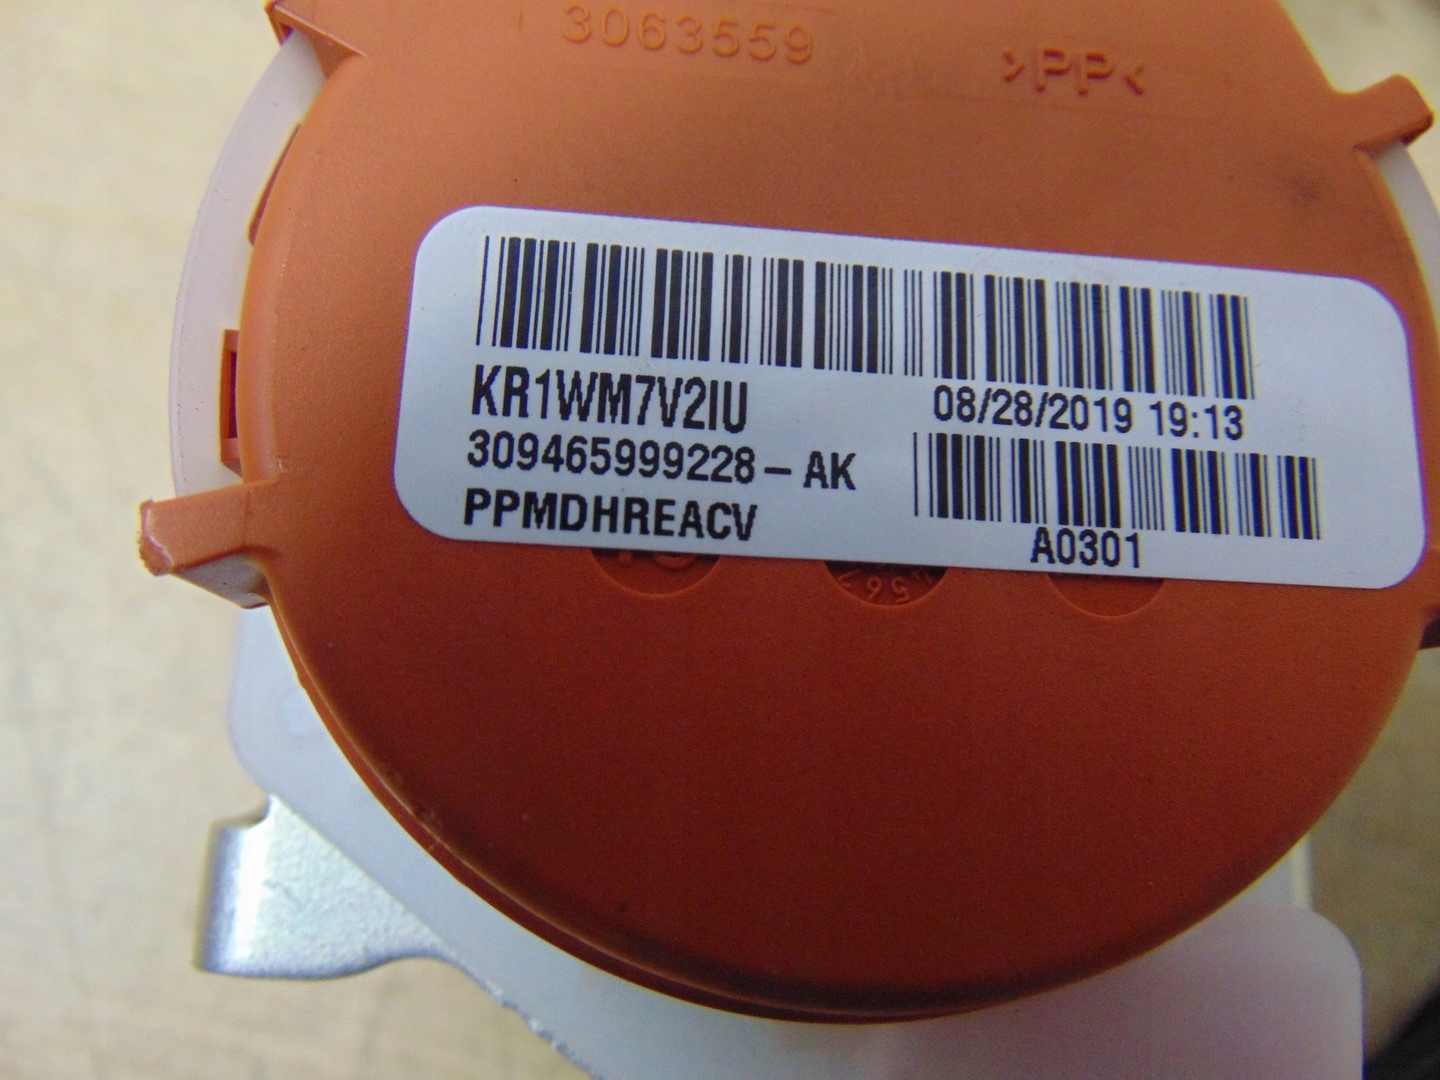 3063559
>PP<
KR1WM7V2IU
08/28/2019 19:13
309465999228 – AK
PPMDHREACV
A0301